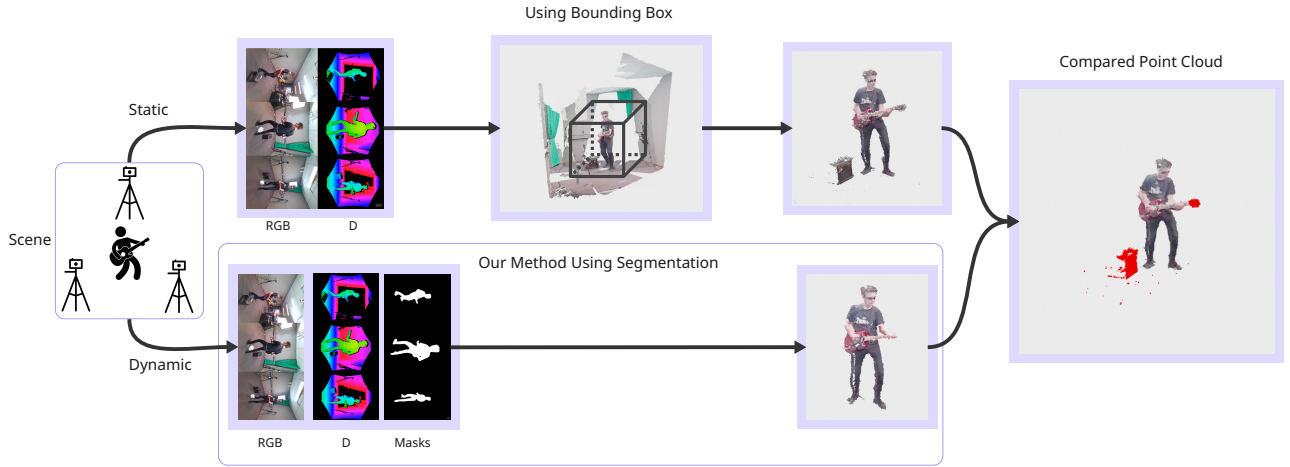 Using Bounding Box
Compared Point Cloud
Static
RGB
D
Scene
Our Method Using Segmentation
Dynamic
RGB
D
Masks